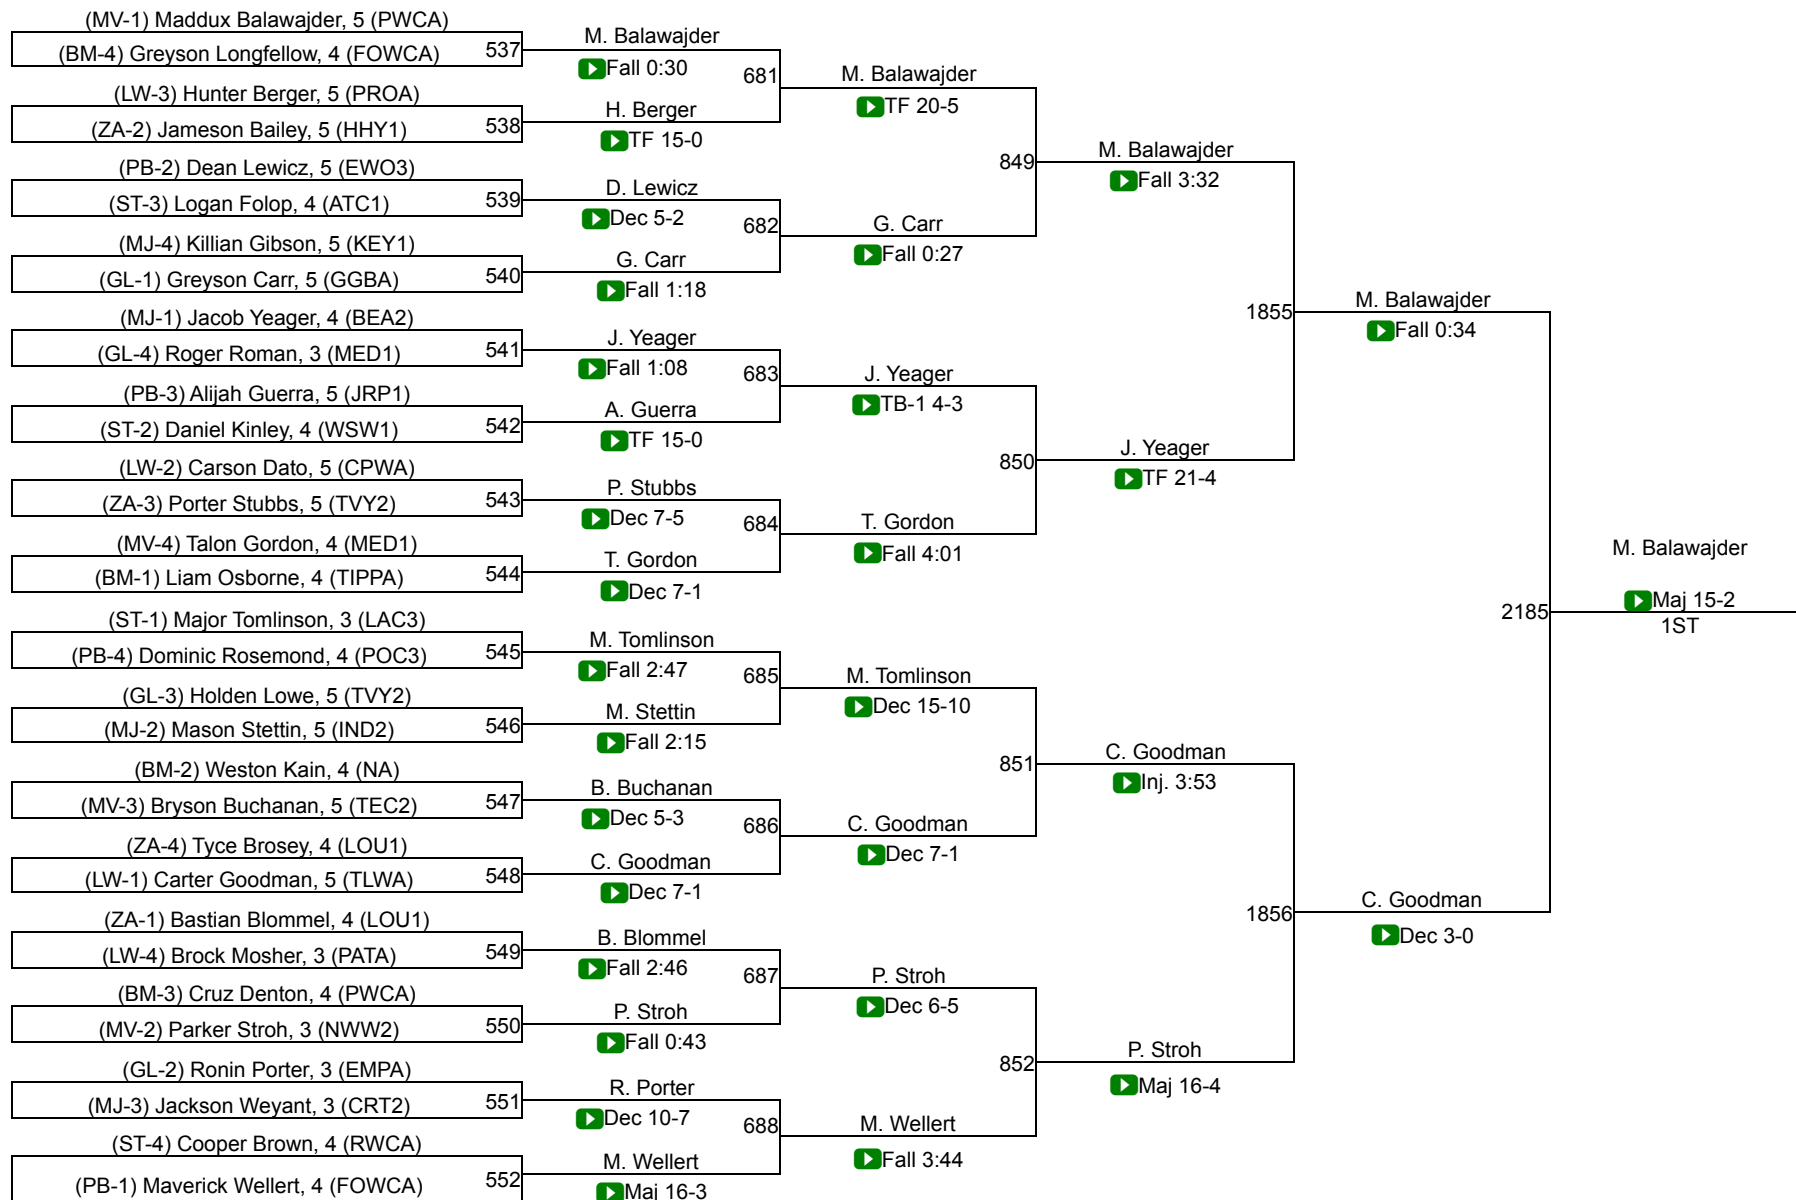 (MV-1) Maddux Balawajder, 5 (PWCA)
(BM-4) Greyson Longfellow, 4 (FOWCA)
537
(LW-3) Hunter Berger, 5 (PROA)
(ZA-2) Jameson Bailey, 5 (HHY1)
538
(PB-2) Dean Lewicz, 5 (EWO3)
(ST-3) Logan Folop, 4 (ATC1)
539
(MJ-4) Killian Gibson, 5 (KEY1)
(GL-1) Greyson Carr, 5 (GGBA)
540
(MJ-1) Jacob Yeager, 4 (BEA2)
(GL-4) Roger Roman, 3 (MED1)
541
(PB-3) Alijah Guerra, 5 (JRP1)
(ST-2) Daniel Kinley, 4 (WSW1)
542
(LW-2) Carson Dato, 5 (CPWA)
(ZA-3) Porter Stubbs, 5 (TVY2)
543
(MV-4) Talon Gordon, 4 (MED1)
(BM-1) Liam Osborne, 4 (TIPPA)
544
(ST-1) Major Tomlinson, 3 (LAC3)
(PB-4) Dominic Rosemond, 4 (POC3)
545
(GL-3) Holden Lowe, 5 (TVY2)
(MJ-2) Mason Stettin, 5 (IND2)
546
(BM-2) Weston Kain, 4 (NA)
(MV-3) Bryson Buchanan, 5 (TEC2)
547
(ZA-4) Tyce Brosey, 4 (LOU1)
(LW-1) Carter Goodman, 5 (TLWA)
548
(ZA-1) Bastian Blommel, 4 (LOU1)
(LW-4) Brock Mosher, 3 (PATA)
549
(BM-3) Cruz Denton, 4 (PWCA)
(MV-2) Parker Stroh, 3 (NWW2)
550
(GL-2) Ronin Porter, 3 (EMPA)
(MJ-3) Jackson Weyant, 3 (CRT2)
551
(ST-4) Cooper Brown, 4 (RWCA)
(PB-1) Maverick Wellert, 4 (FOWCA)
552
M. Balawajder
Fall 0:30
681
H. Berger
TF 15-0
D. Lewicz
Dec 5-2
682
G. Carr
Fall 1:18
J. Yeager
Fall 1:08
683
A. Guerra
TF 15-0
P. Stubbs
Dec 7-5
684
T. Gordon
Dec 7-1
M. Tomlinson
Fall 2:47
685
M. Stettin
Fall 2:15
B. Buchanan
Dec 5-3
686
C. Goodman
Dec 7-1
B. Blommel
Fall 2:46
687
P. Stroh
Fall 0:43
R. Porter
Dec 10-7
688
M. Wellert
Maj 16-3
M. Balawajder
TF 20-5
849
G. Carr
Fall 0:27
J. Yeager
TB-1 4-3
850
T. Gordon
Fall 4:01
M. Tomlinson
Dec 15-10
851
C. Goodman
Dec 7-1
P. Stroh
Dec 6-5
852
M. Wellert
Fall 3:44
M. Balawajder
Fall 3:32
1855
J. Yeager
TF 21-4
C. Goodman
Inj. 3:53
1856
P. Stroh
Maj 16-4
M. Balawajder
Fall 0:34
2185
C. Goodman
Dec 3-0
M. Balawajder
Maj 15-2
1ST